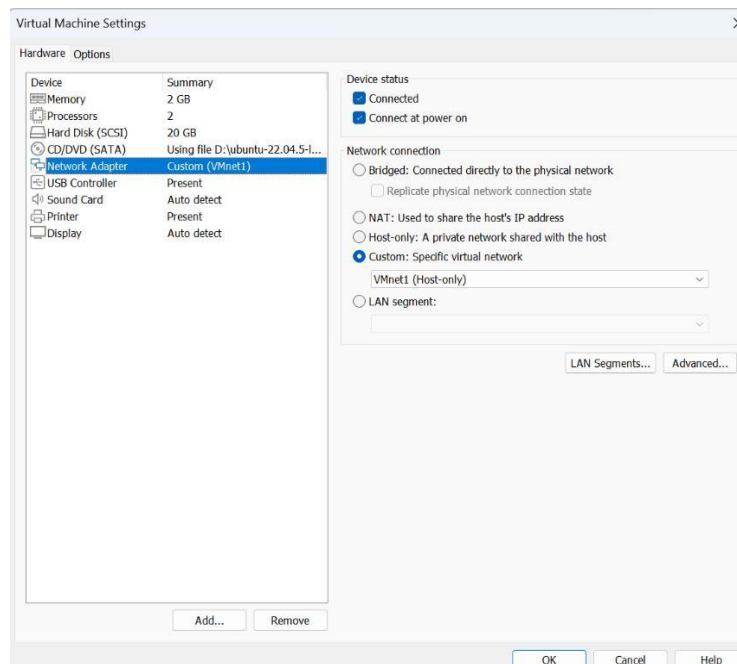 Virtual Machine Settings
Hardware Options
Device Summary
Memory 2 GB
Processors 2
Hard Disk (SCSI) 20 GB
CD/DVD (SATA) Using file D:\ubuntu-22.04.5-l...
Network Adapter Custom (VMnet1)
USB Controller Present
Sound Card Auto detect
Printer Present
Display Auto detect
Add... Remove
Device status
Connected
Connect at power on
Network connection
Bridged: Connected directly to the physical network
Replicate physical network connection state
NAT: Used to share the host's IP address
Host-only: A private network shared with the host
Custom: Specific virtual network
VMnet1 (Host-only)
LAN segment:
LAN Segments... Advanced...
OK Cancel Help